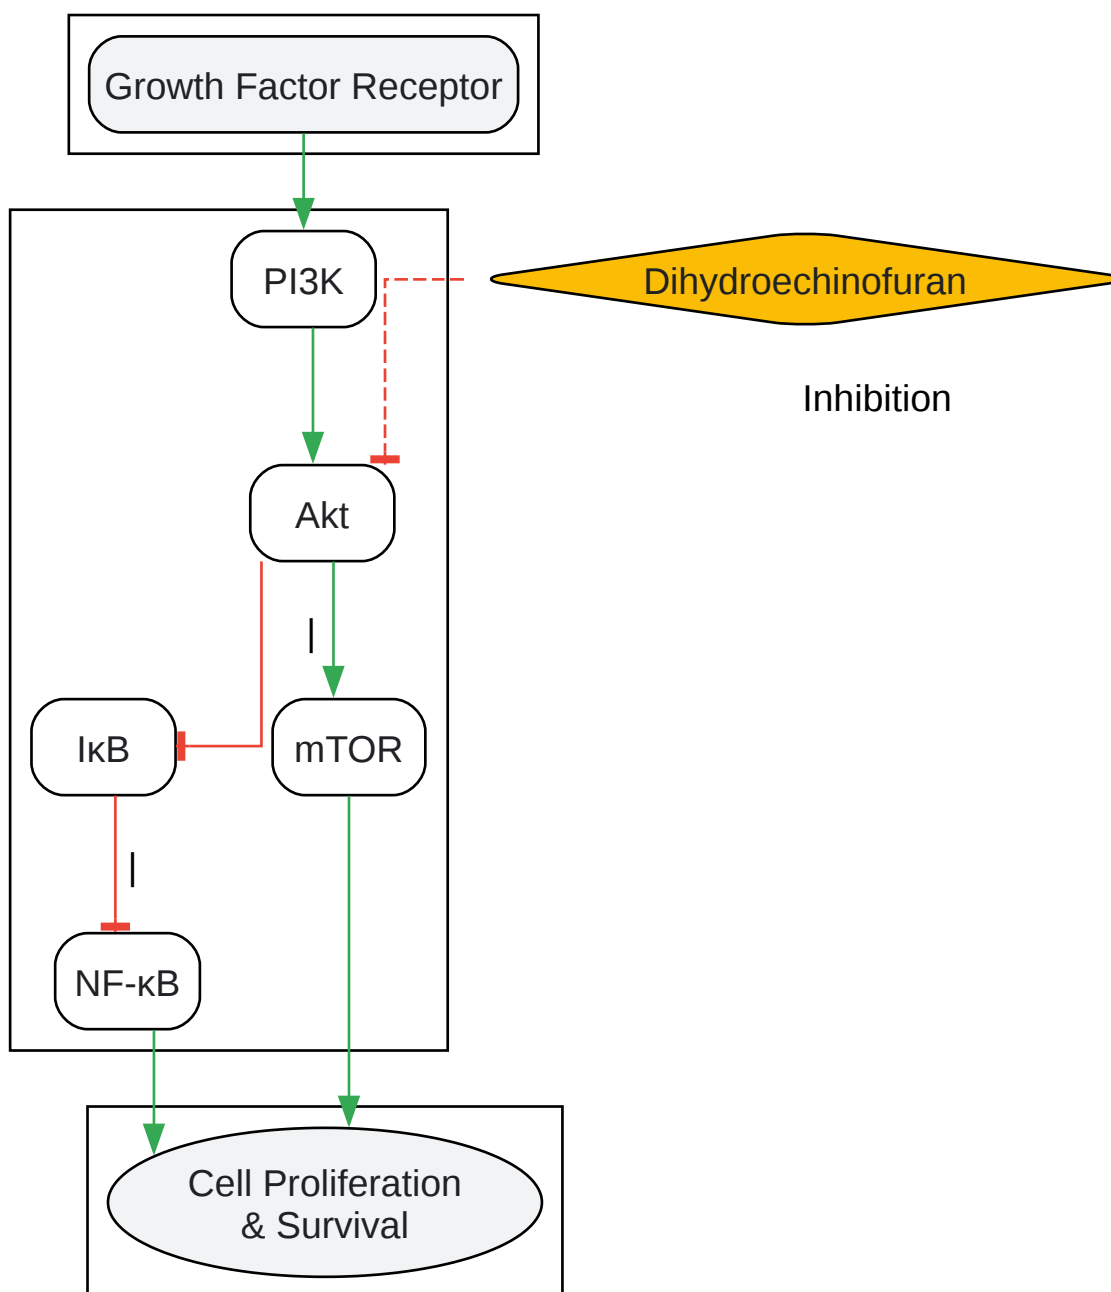 Growth Factor Receptor
PI3K
Dihydroechinofuran
Inhibition
Akt
|
IκB
mTOR
|
NF-κB
Cell Proliferation
& Survival